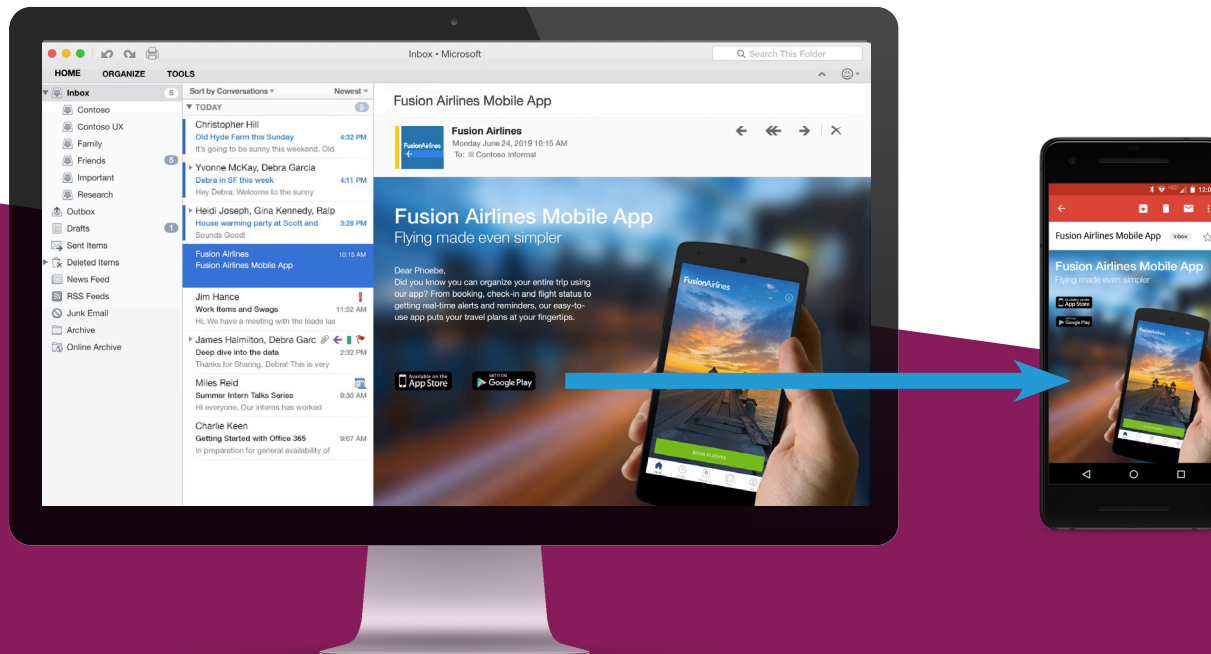 Inbox • Microsoft
Search This Folder
HOME ORGANIZE TOOLS
Inbox 5
Contoso
Contoso UX
Family
Friends 5
Important
Research
Outbox
Drafts 1
Sent Items
Deleted Items
News Feed
RSS Feeds
Junk Email
Archive
Online Archive
Sort by Conversations Newest
TODAY 5
Christopher Hill
Old Hyde Farm this Sunday 4:32 PM
It's going to be sunny this weekend. Old
Yvonne McKay, Debra Garcia
Debra in SF this week 4:11 PM
Hey Debra, Welcome to the sunny
Heidi Joseph, Gina Kennedy, Ralp
House warming party at Scott and 3:28 PM
Sounds Good!
Fusion Airlines 10:15 AM
Fusion Airlines Mobile App
Jim Hance
Work Items and Swags 11:52 AM
Hi, We have a meeting with the leads las
James Halmilton, Debra Garc
Deep dive into the data 2:32 PM
Thanks for Sharing, Debra! This is very
Miles Reid
Summer Intern Talks Series 9:30 AM
Hi everyone, Our interns has worked
Charlie Keen
Getting Started with Office 365 9:07 AM
In preparation for general availability of
Fusion Airlines Mobile App
FusionAirlines
Fusion Airlines
Monday June 24, 2019 10:15 AM
To: Contoso Informal
Fusion Airlines Mobile App
Flying made even simpler
Dear Phoebe,
Did you know you can organize your entire trip using
our app? From booking, check-in and flight status to
getting real-time alerts and reminders, our easy-to-
use app puts your travel plans at your fingertips.
Available on the
App Store
GET IT ON
Google Play
FusionAirlines
BOOK FLIGHTS
12:0
Fusion Airlines Mobile App Inbox
Fusion Airlines Mobile App
Flying made even simpler
Available on the
App Store
GET IT ON
Google Play
FusionAirlines